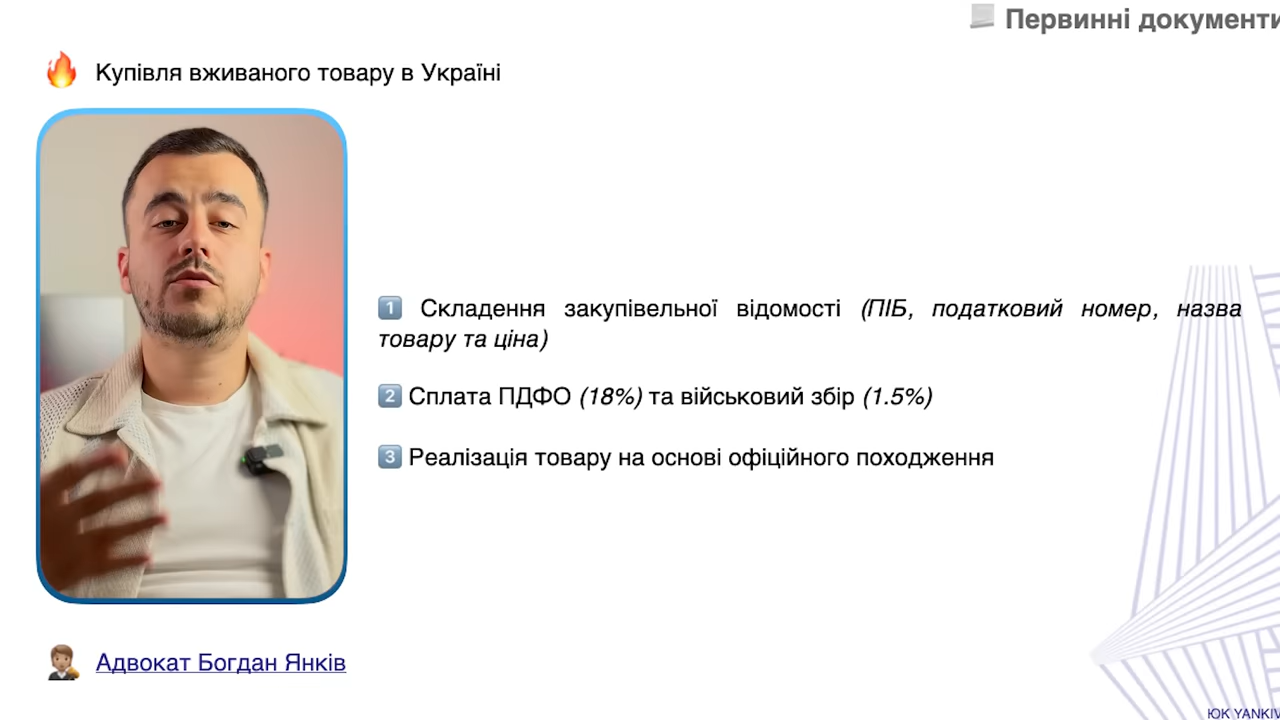 Первинні документи
Купівля вживаного товару в Україні
1 Складення закупівельної відомості (ПІБ, податковий номер, назва
товару та ціна)
2 Сплата ПДФО (18%) та військовий збір (1.5%)
3 Реалізація товару на основі офіційного походження
Адвокат Богдан Янків
ЮК YANKIV